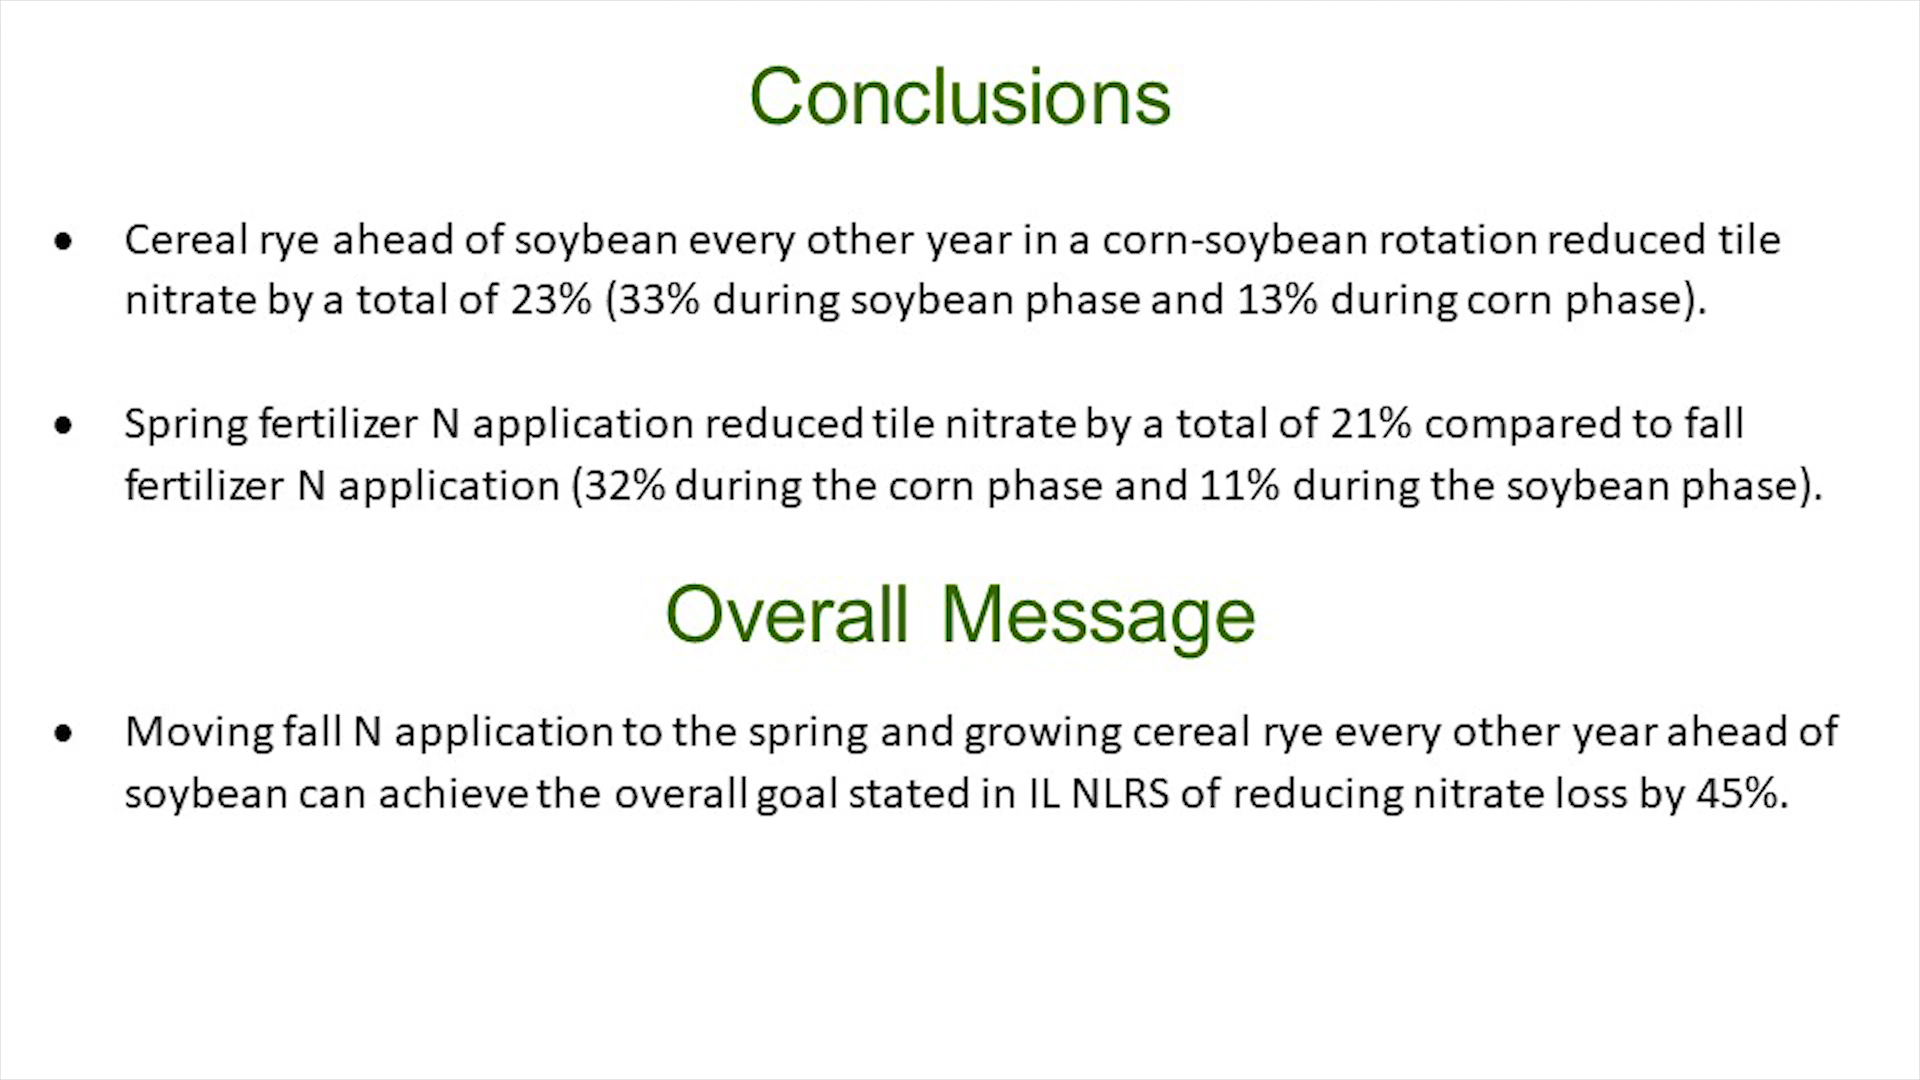 Conclusions
• Cereal rye ahead of soybean every other year in a corn-soybean rotation reduced tile
nitrate by a total of 23% (33% during soybean phase and 13% during corn phase).
• Spring fertilizer N application reduced tile nitrate by a total of 21% compared to fall
fertilizer N application (32% during the corn phase and 11% during the soybean phase).
Overall Message
• Moving fall N application to the spring and growing cereal rye every other year ahead of
soybean can achieve the overall goal stated in IL NLRS of reducing nitrate loss by 45%.